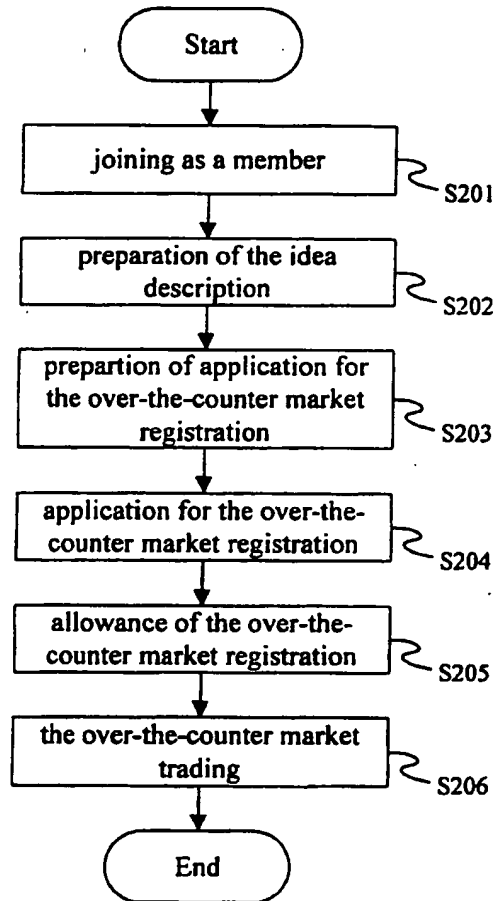 Start
joining as a member
S201
preparation of the idea
description
S202
prepartion of application for
the over-the-counter market
registration
S203
application for the over-the-
counter market registration
S204
allowance of the over-the-
counter market registration
S205
the over-the-counter market
trading
S206
End